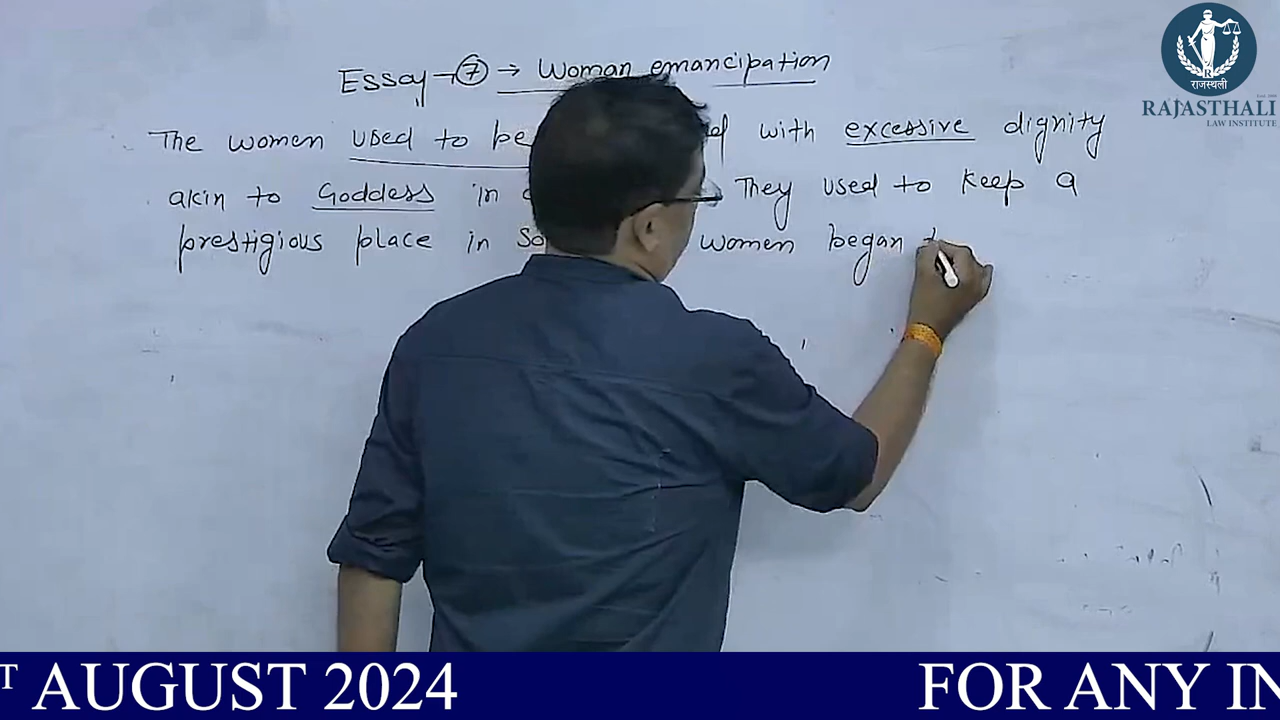 Essay → 7 → Woman emancipation
The women used to be with excessive dignity
akin to Goddess in They used to keep a
prestigious place in women began
राजस्थली
RAJASTHALI
LAW INSTITUTE
T AUGUST 2024 FOR ANY IN